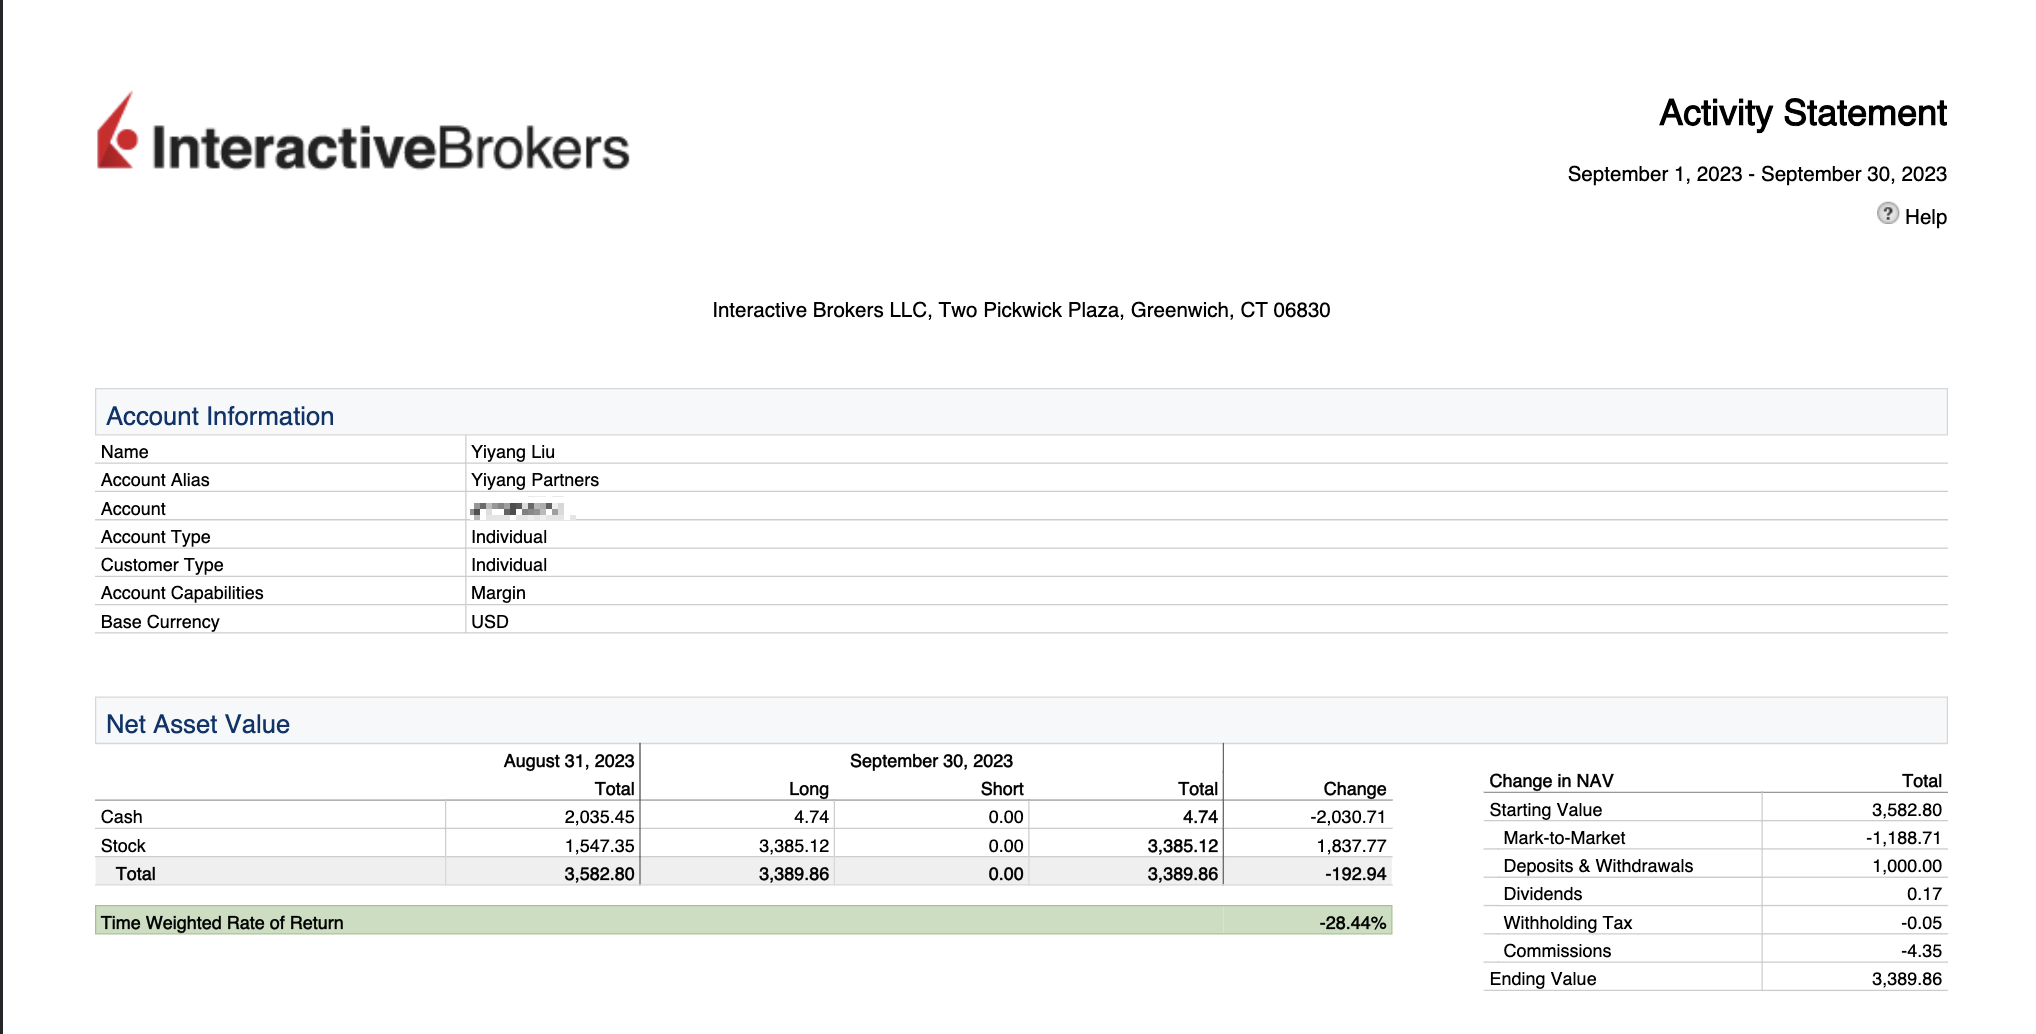 InteractiveBrokers
Activity Statement
September 1, 2023 - September 30, 2023
? Help
Interactive Brokers LLC, Two Pickwick Plaza, Greenwich, CT 06830
Account Information
Name Yiyang Liu
Account Alias Yiyang Partners
Account
Account Type Individual
Customer Type Individual
Account Capabilities Margin
Base Currency USD
Net Asset Value
August 31, 2023 September 30, 2023
Total Long Short Total Change
Cash 2,035.45 4.74 0.00 4.74 -2,030.71
Stock 1,547.35 3,385.12 0.00 3,385.12 1,837.77
Total 3,582.80 3,389.86 0.00 3,389.86 -192.94
Time Weighted Rate of Return -28.44%
Change in NAV Total
Starting Value 3,582.80
Mark-to-Market -1,188.71
Deposits & Withdrawals 1,000.00
Dividends 0.17
Withholding Tax -0.05
Commissions -4.35
Ending Value 3,389.86